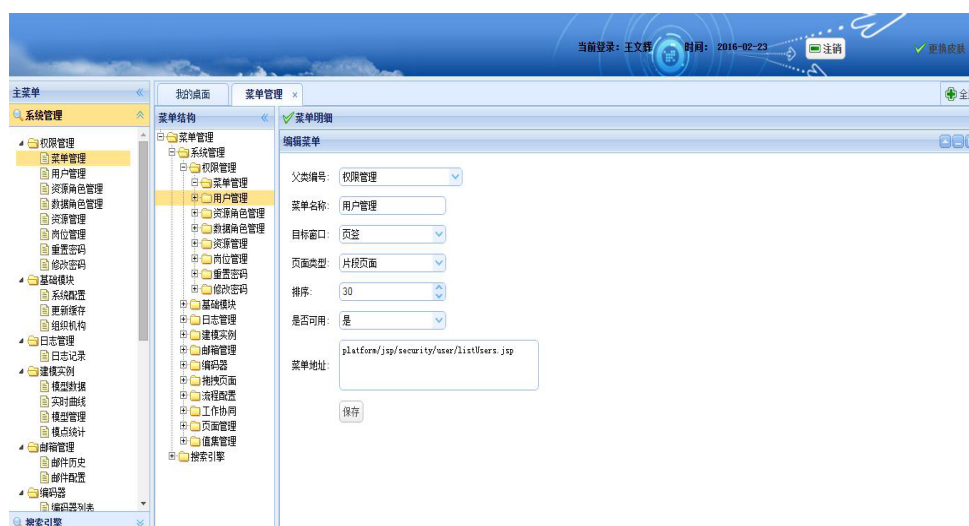 当前登录：王文辉 时间： 2016-02-23 注销 更换皮肤
主菜单
系统管理
权限管理
菜单管理
用户管理
资源角色管理
数据角色管理
资源管理
岗位管理
重置密码
修改密码
基础模块
系统配置
更新缓存
组织机构
日志管理
日志记录
建模实例
模型数据
实时曲线
模型管理
模点统计
邮箱管理
邮件历史
邮件配置
编码器
编码器列表
搜索引擎
我的桌面 菜单管理 × 全
菜单结构
菜单管理
系统管理
权限管理
菜单管理
用户管理
资源角色管理
数据角色管理
资源管理
岗位管理
重置密码
修改密码
基础模块
日志管理
建模实例
邮箱管理
编码器
拖拽页面
流程配置
工作协同
页面管理
值集管理
搜索引擎
菜单明细
编辑菜单
父类编号: 权限管理
菜单名称: 用户管理
目标窗口: 页签
页面类型: 片段页面
排序: 30
是否可用: 是
菜单地址: platform/jsp/security/user/listUsers.jsp
保存